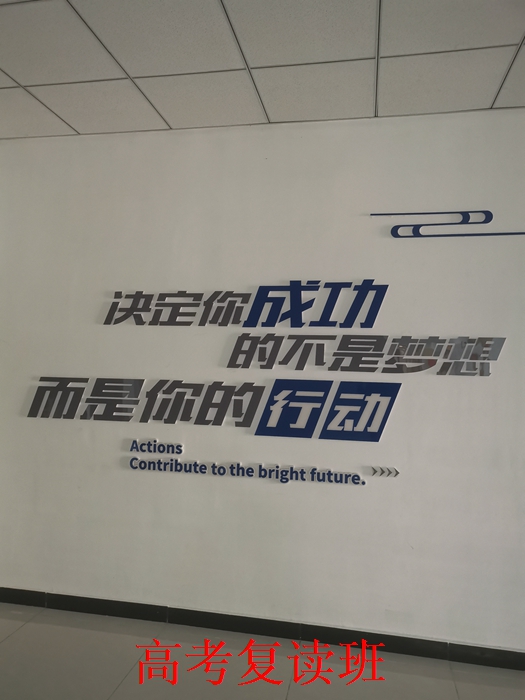 决定你成功
的不是梦想
而是你的行动
Actions
Contribute to the bright future.
高考复读班